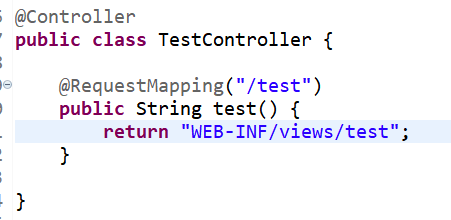 @Controller
public class TestController {
@RequestMapping("/test")
public String test() {
return "WEB-INF/views/test";
}
}